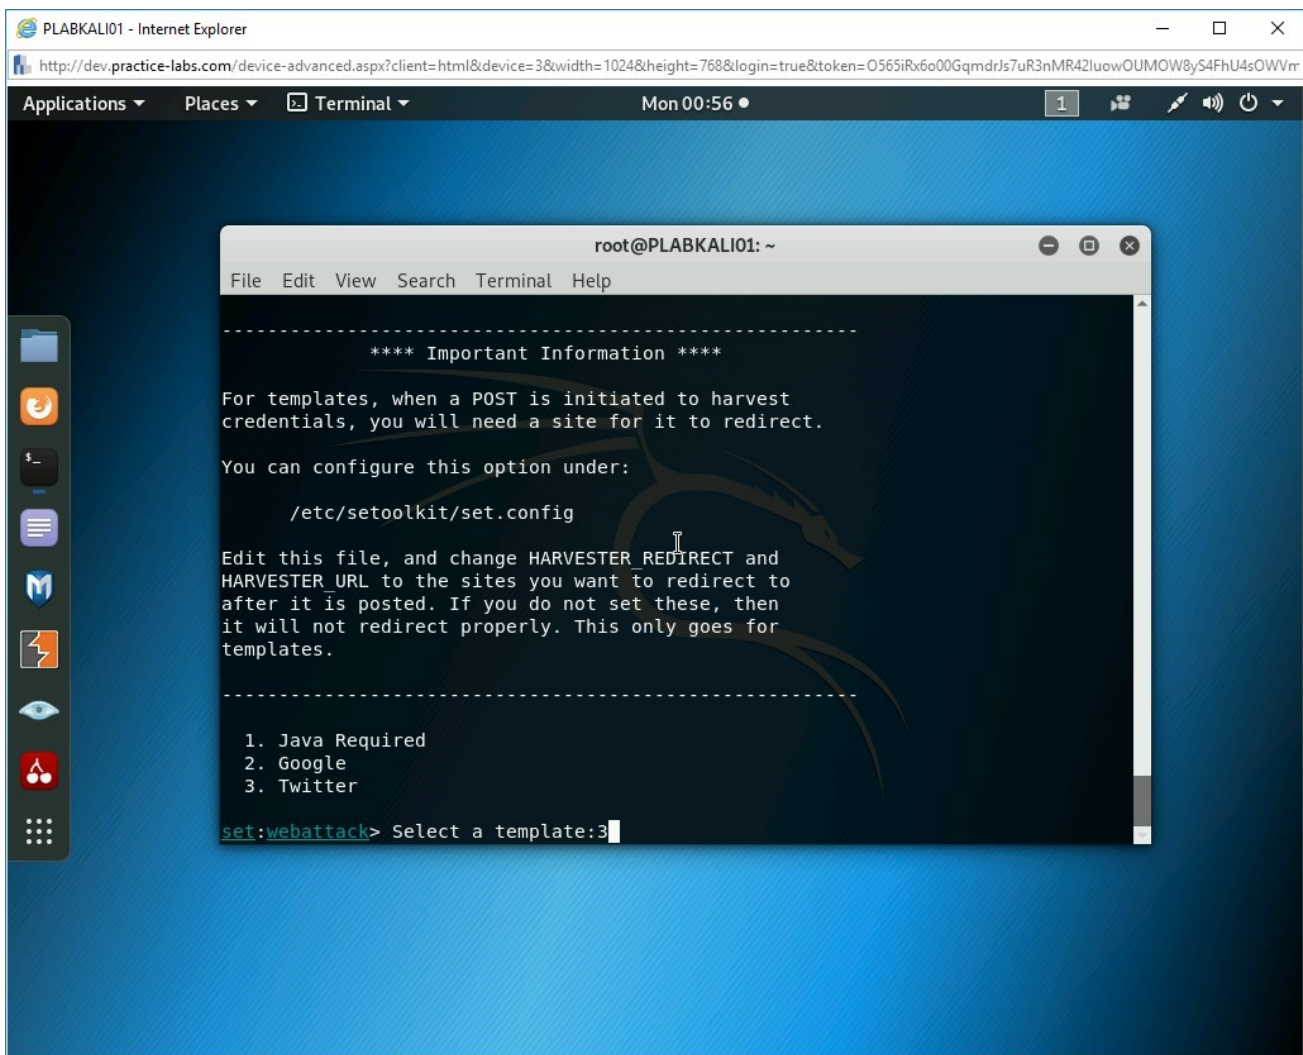 PLABKALI01 - Internet Explorer
http://dev.practice-labs.com/device-advanced.aspx?client=html&device=3&width=1024&height=768&login=true&token=O565iRx6o00GqmdrJs7uR3nMR42IuowOUMOW8yS4FhU4sOWVm
Applications Places Terminal Mon 00:56 1
root@PLABKALI01: ~
File Edit View Search Terminal Help
--------------------------------------------------------
**** Important Information ****
For templates, when a POST is initiated to harvest
credentials, you will need a site for it to redirect.
You can configure this option under:
/etc/setoolkit/set.config
Edit this file, and change HARVESTER_REDIRECT and
HARVESTER_URL to the sites you want to redirect to
after it is posted. If you do not set these, then
it will not redirect properly. This only goes for
templates.
--------------------------------------------------------
1. Java Required
2. Google
3. Twitter
set:webattack> Select a template:3